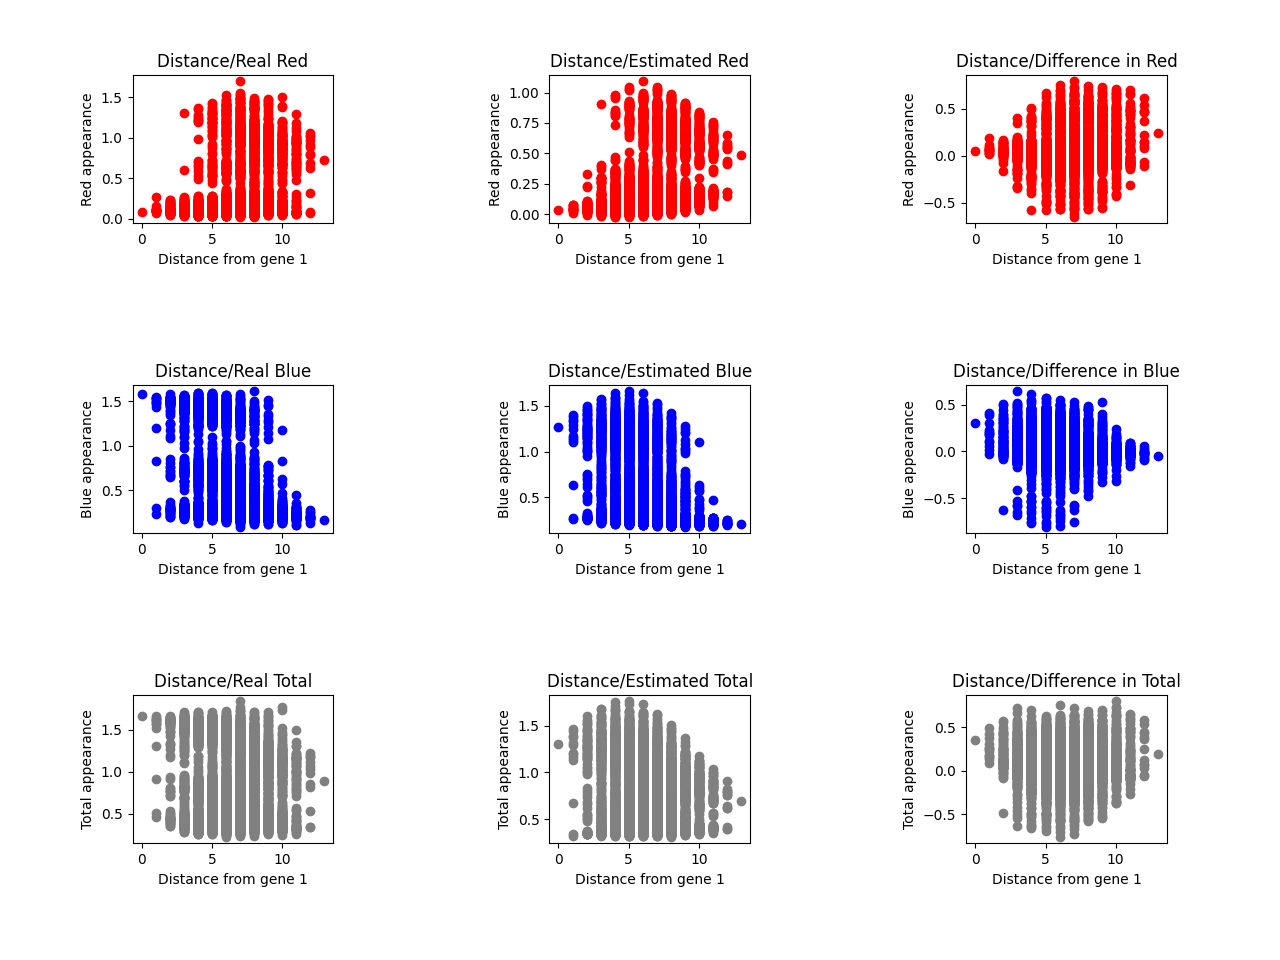 Distance/Real Red
Red appearance
1.5
1.0
0.5
0.0
0 5 10
Distance from gene 1
Distance/Estimated Red
Red appearance
1.00
0.75
0.50
0.25
0.00
0 5 10
Distance from gene 1
Distance/Difference in Red
Red appearance
0.5
0.0
−0.5
0 5 10
Distance from gene 1
Distance/Real Blue
Blue appearance
1.5
1.0
0.5
0 5 10
Distance from gene 1
Distance/Estimated Blue
Blue appearance
1.5
1.0
0.5
0 5 10
Distance from gene 1
Distance/Difference in Blue
Blue appearance
0.5
0.0
−0.5
0 5 10
Distance from gene 1
Distance/Real Total
Total appearance
1.5
1.0
0.5
0 5 10
Distance from gene 1
Distance/Estimated Total
Total appearance
1.5
1.0
0.5
0 5 10
Distance from gene 1
Distance/Difference in Total
Total appearance
0.5
0.0
−0.5
0 5 10
Distance from gene 1